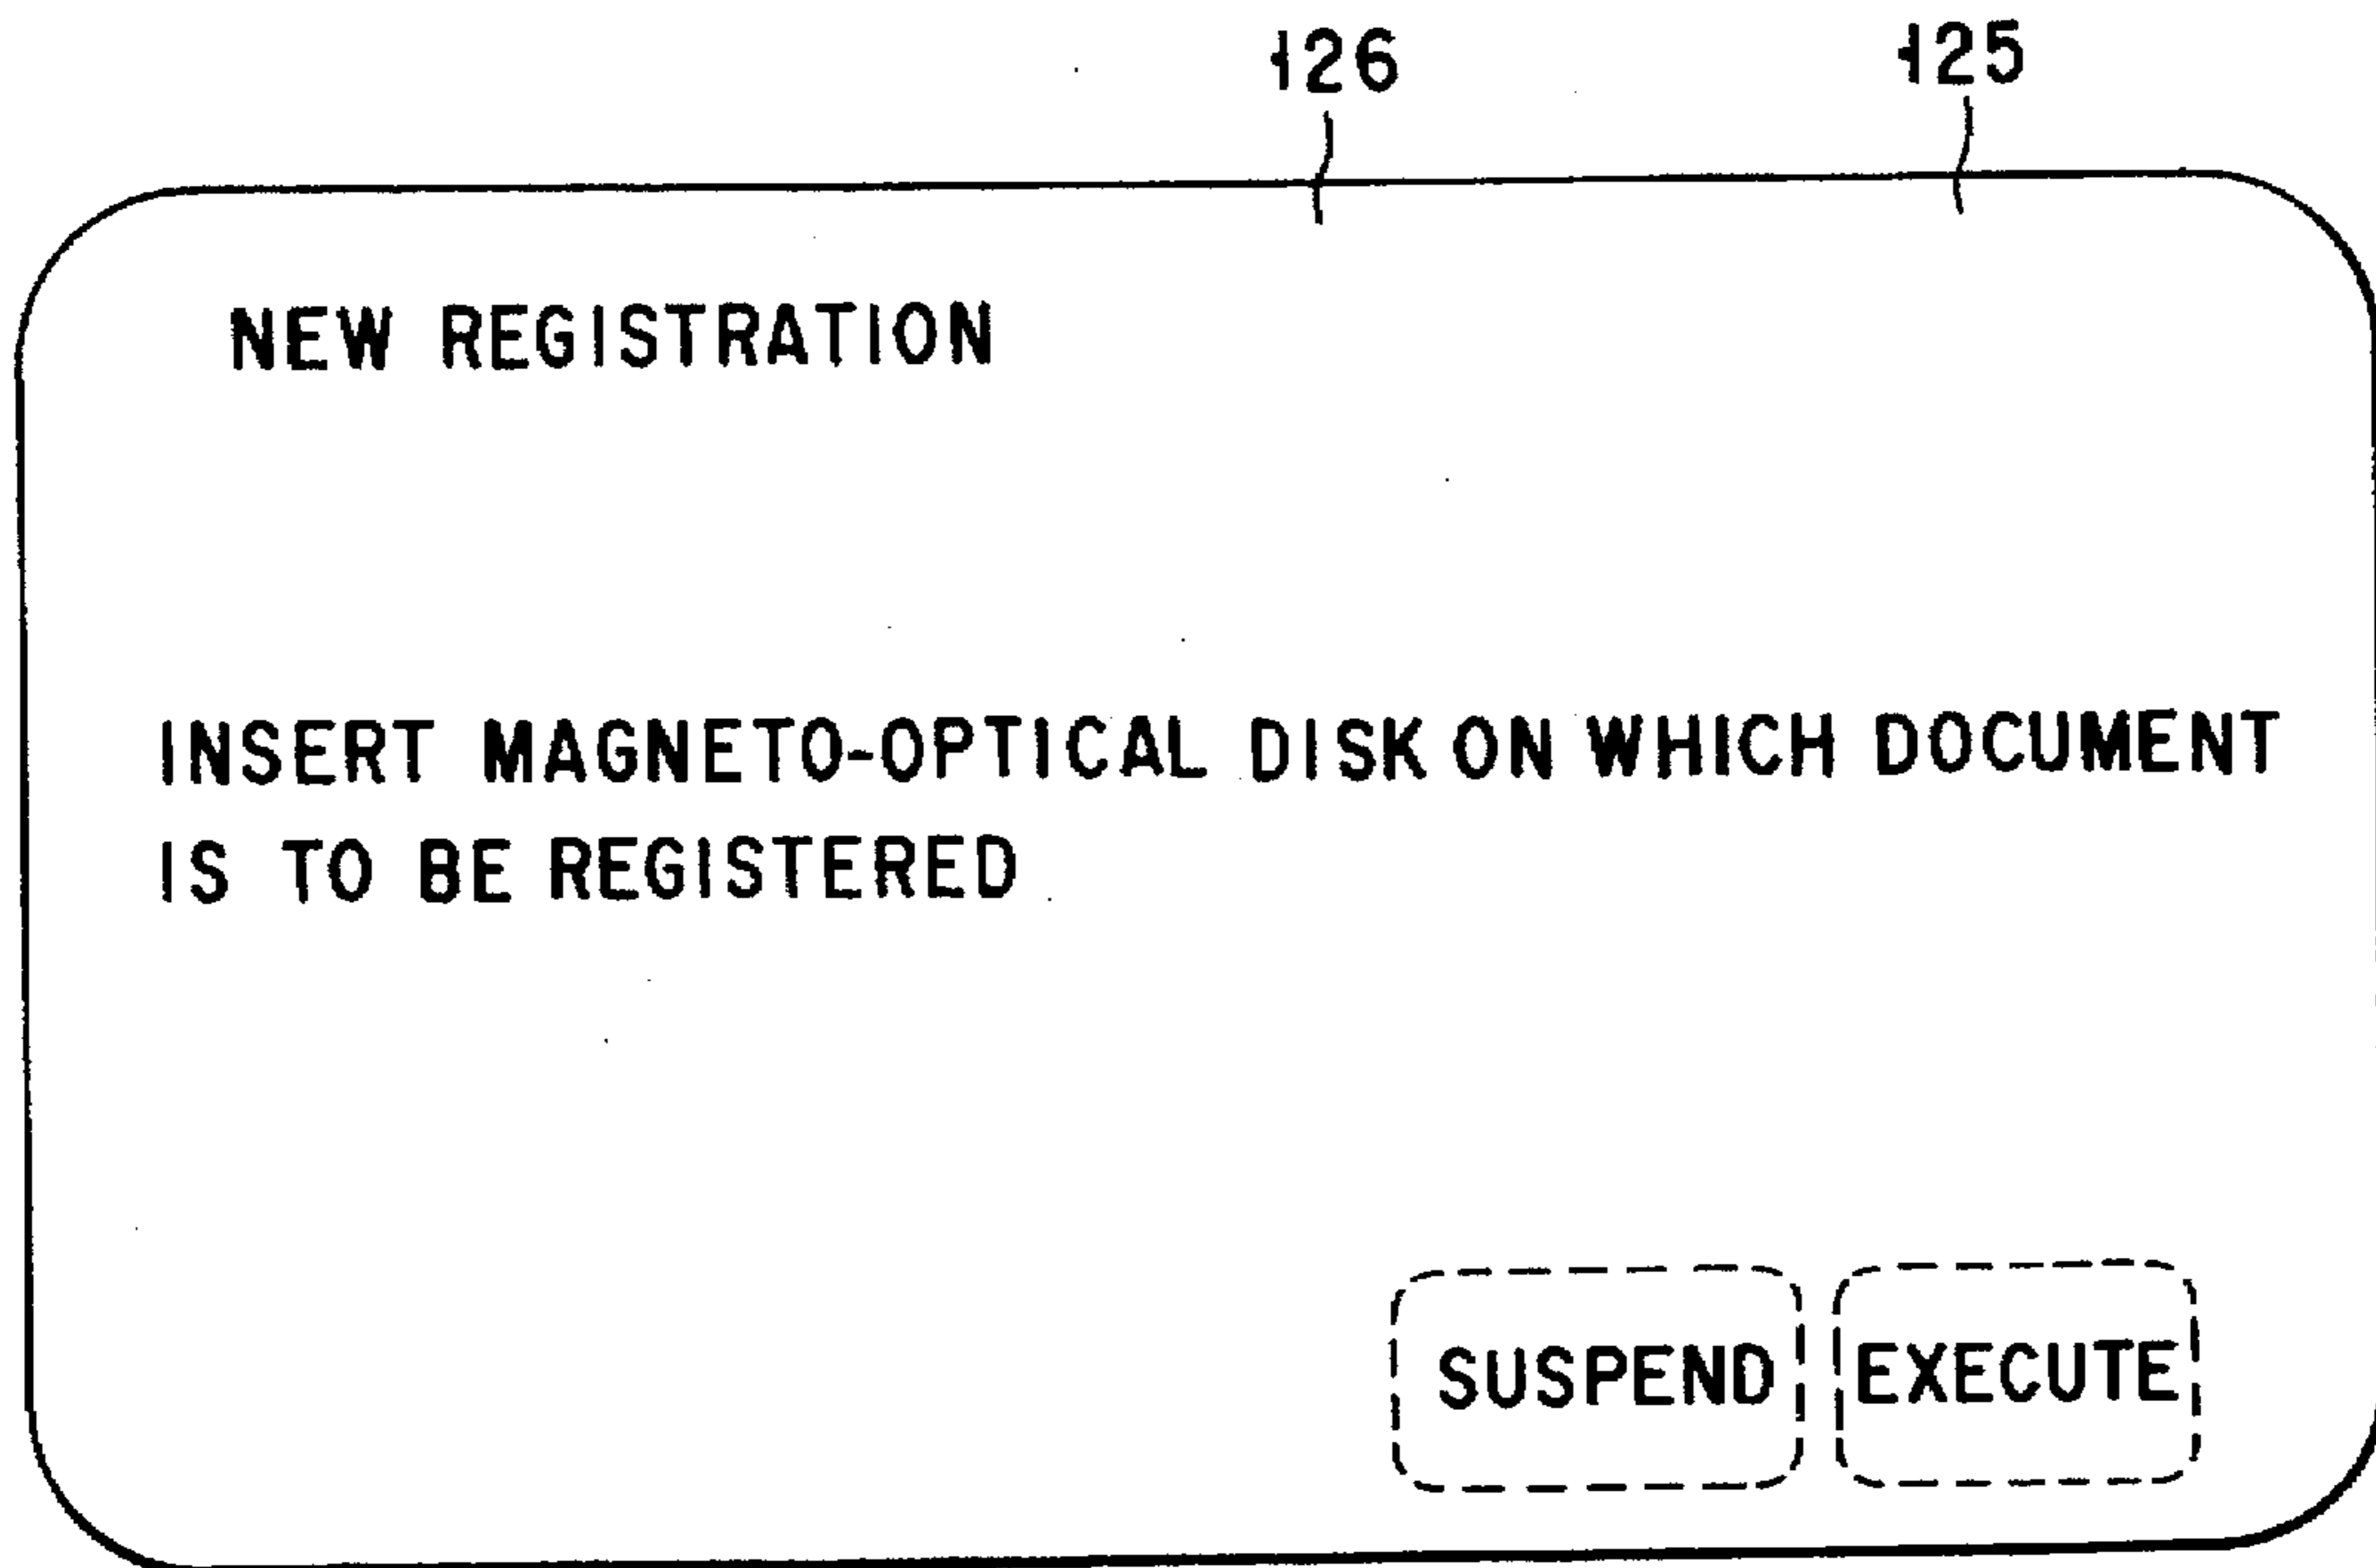 126 125
NEW REGISTRATION
INSERT MAGNETO-OPTICAL DISK ON WHICH DOCUMENT
IS TO BE REGISTERED
SUSPEND EXECUTE